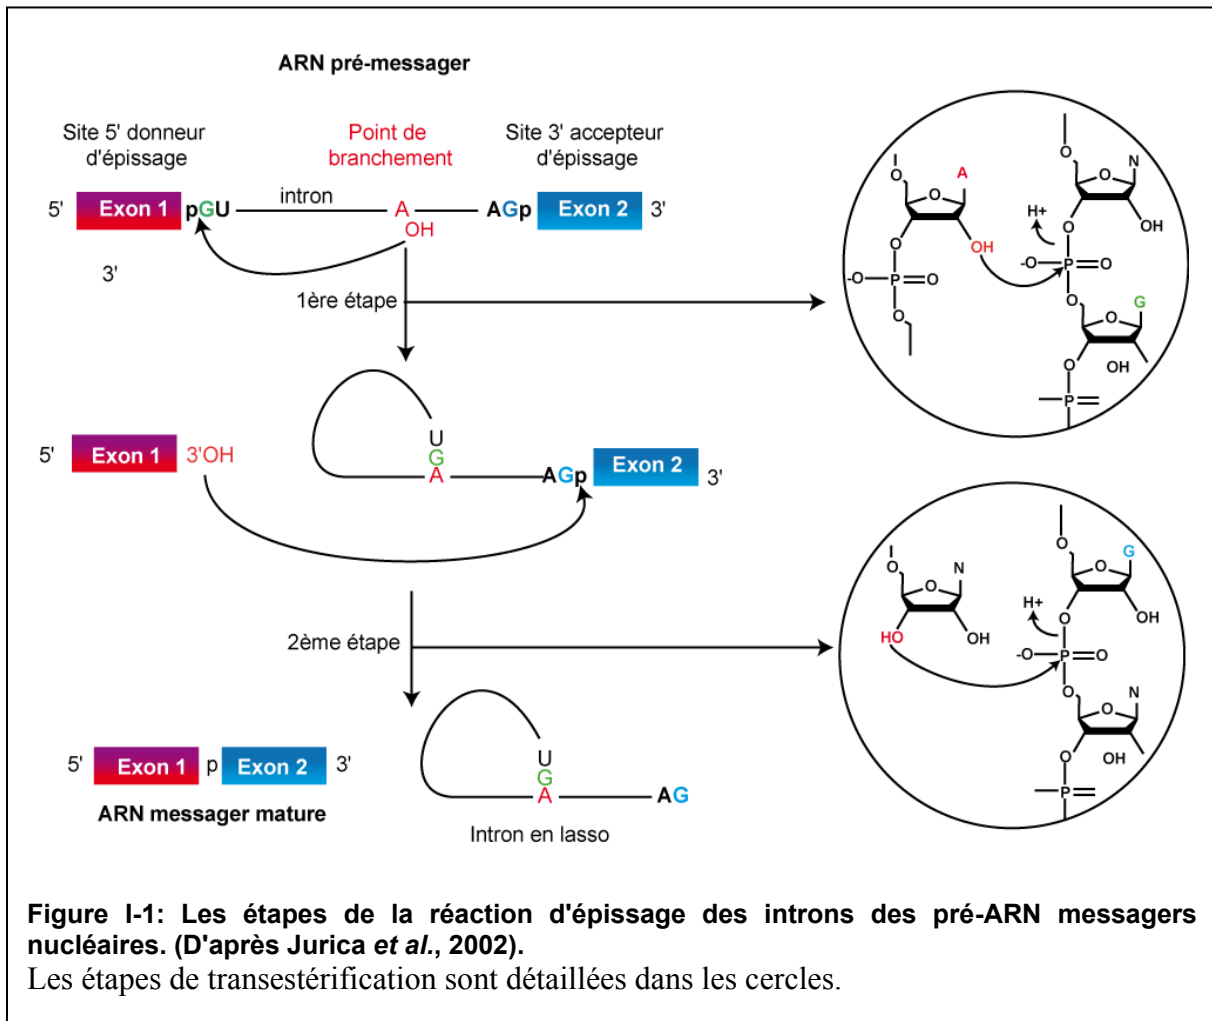 ARN pré-messager
Site 5' donneur
d'épissage
Point de
branchement
Site 3' accepteur
d'épissage
5' Exon 1 pGU intron A AGp Exon 2 3'
OH
3'
1ère étape
O
A
O
OH
O
-O P O
O
N
O
O
H+
OH
O
-O P O
O
G
O
O
OH
P
5' Exon 1 3'OH
U
G
A
AGp Exon 2 3'
2ème étape
O
N
O
HO
OH
O
G
O
H+
OH
O
-O P O
O
N
O
O
OH
P
5' Exon 1 p Exon 2 3'
ARN messager mature
U
G
A
AG
Intron en lasso
Figure I-1: Les étapes de la réaction d'épissage des introns des pré-ARN messagers
nucléaires. (D'après Jurica et al., 2002).
Les étapes de transestérification sont détaillées dans les cercles.